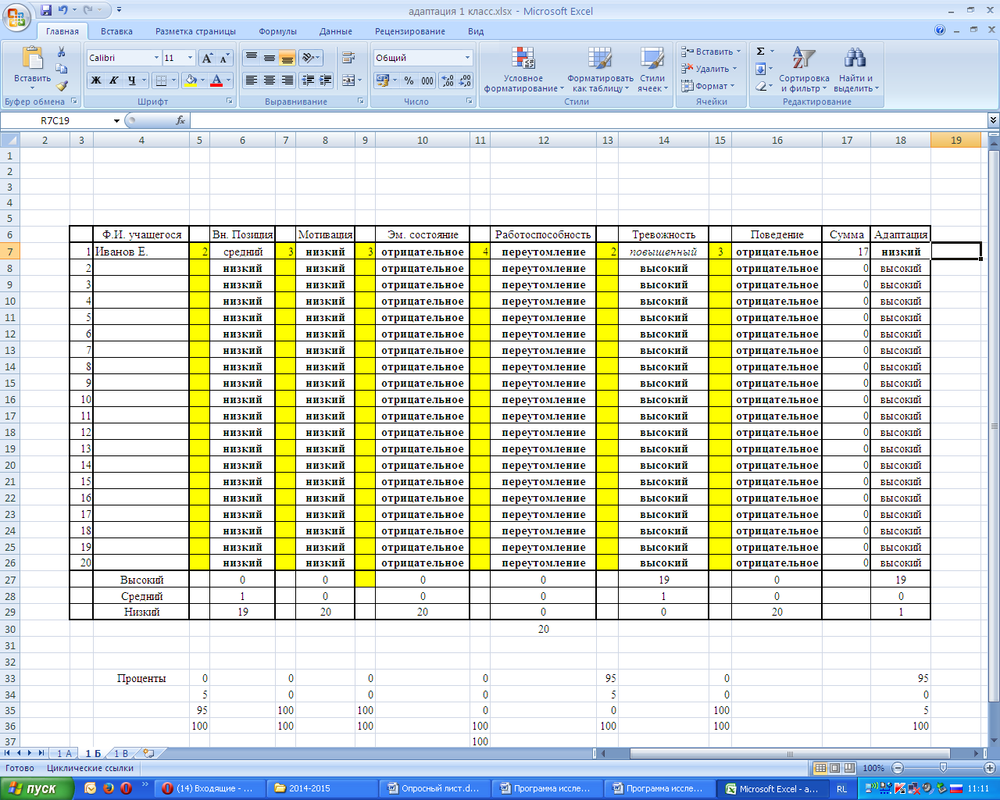 адаптация 1 класс.xlsx - Microsoft Excel
Главная Вставка Разметка страницы Формулы Данные Рецензирование Вид
Вставить
Calibri 11
Ж К Ч
Общий
% 000
Условное форматирование
Форматировать как таблицу
Стили ячеек
Вставить
Удалить
Формат
Сортировка и фильтр
Найти и выделить
Буфер обмена Шрифт Выравнивание Число Стили Ячейки Редактирование
R7C19 fx
2 3 4 5 6 7 8 9 10 11 12 13 14 15 16 17 18 19
1
2
3
4
5
6 Ф.И. учащегося Вн. Позиция Мотивация Эм. состояние Работоспособность Тревожность Поведение Сумма Адаптация
7 1 Иванов Е. 2 средний 3 низкий 3 отрицательное 4 переутомление 2 повышенный 3 отрицательное 17 низкий
8 2 низкий низкий отрицательное переутомление высокий отрицательное 0 высокий
9 3 низкий низкий отрицательное переутомление высокий отрицательное 0 высокий
10 4 низкий низкий отрицательное переутомление высокий отрицательное 0 высокий
11 5 низкий низкий отрицательное переутомление высокий отрицательное 0 высокий
12 6 низкий низкий отрицательное переутомление высокий отрицательное 0 высокий
13 7 низкий низкий отрицательное переутомление высокий отрицательное 0 высокий
14 8 низкий низкий отрицательное переутомление высокий отрицательное 0 высокий
15 9 низкий низкий отрицательное переутомление высокий отрицательное 0 высокий
16 10 низкий низкий отрицательное переутомление высокий отрицательное 0 высокий
17 11 низкий низкий отрицательное переутомление высокий отрицательное 0 высокий
18 12 низкий низкий отрицательное переутомление высокий отрицательное 0 высокий
19 13 низкий низкий отрицательное переутомление высокий отрицательное 0 высокий
20 14 низкий низкий отрицательное переутомление высокий отрицательное 0 высокий
21 15 низкий низкий отрицательное переутомление высокий отрицательное 0 высокий
22 16 низкий низкий отрицательное переутомление высокий отрицательное 0 высокий
23 17 низкий низкий отрицательное переутомление высокий отрицательное 0 высокий
24 18 низкий низкий отрицательное переутомление высокий отрицательное 0 высокий
25 19 низкий низкий отрицательное переутомление высокий отрицательное 0 высокий
26 20 низкий низкий отрицательное переутомление высокий отрицательное 0 высокий
27 Высокий 0 0 0 0 19 0 19
28 Средний 1 0 0 0 1 0 0
29 Низкий 19 20 20 0 0 20 1
30 20
31
32
33 Проценты 0 0 0 0 95 0 95
34 5 0 0 0 5 0 0
35 95 100 100 0 0 100 5
36 100 100 100 100 100 100 100
37 100
1 А 1 Б 1 В
Готово Циклические ссылки 100%
пуск (14) Входящие - ... 2014-2015 Опросный лист.d... Программа иссле... Программа иссле... Microsoft Excel - а... RL 11:11